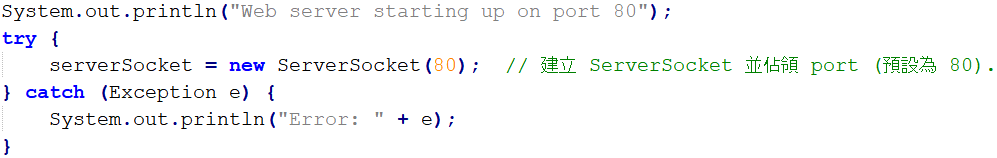 System.out.println("Web server starting up on port 80");
try {
    serverSocket = new ServerSocket(80);  // 建立 ServerSocket 並佔領 port (預設為 80).
} catch (Exception e) {
    System.out.println("Error: " + e);
}